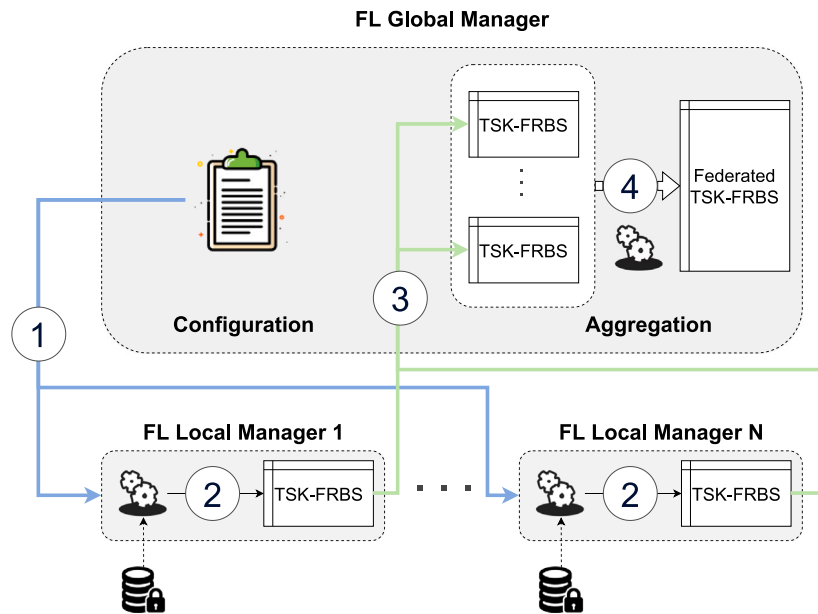 FL Global Manager
TSK-FRBS
4
Federated
TSK-FRBS
TSK-FRBS
3
1
Configuration
Aggregation
FL Local Manager 1
FL Local Manager N
2
TSK-FRBS
2
TSK-FRBS